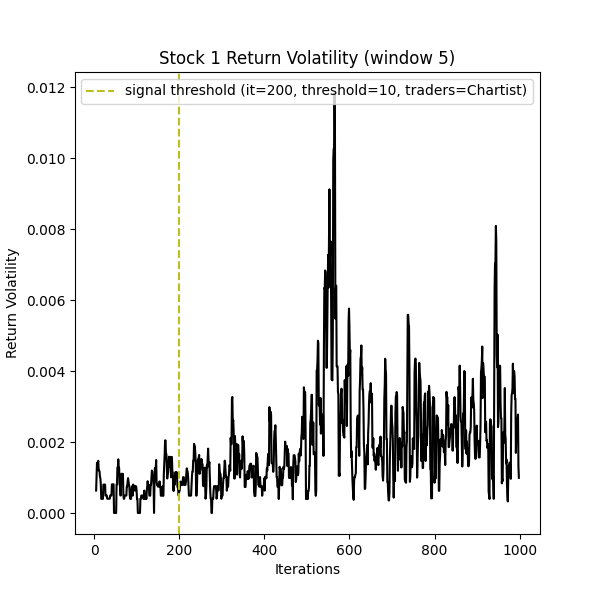 Stock 1 Return Volatility (window 5)
signal threshold (it=200, threshold=10, traders=Chartist)
0.012
0.010
0.008
0.006
0.004
0.002
0.000
Return Volatility
0 200 400 600 800 1000
Iterations